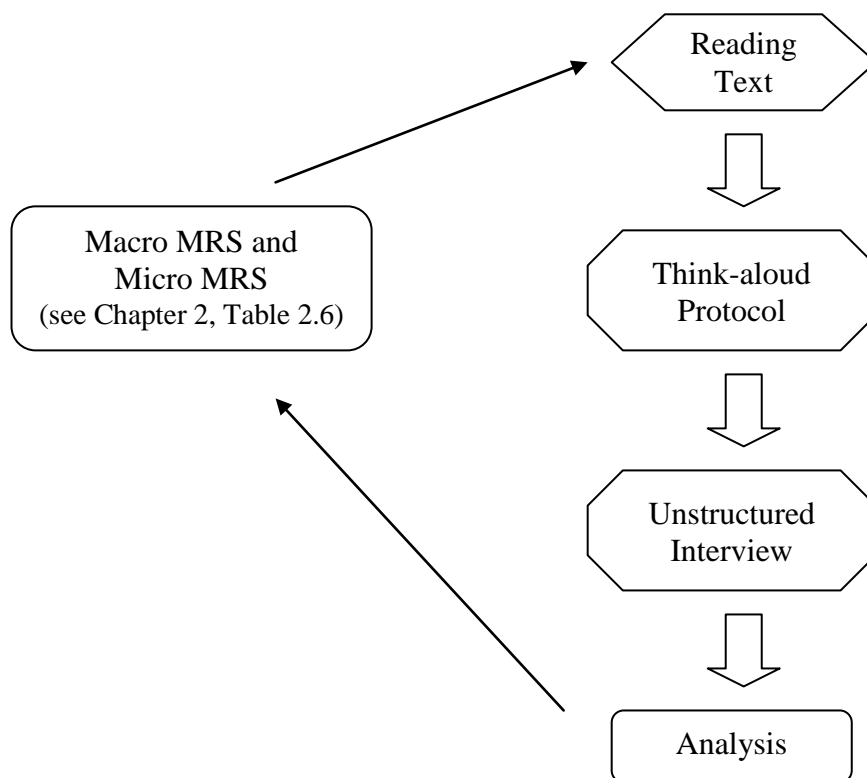 Reading
Text
Macro MRS and
Micro MRS
(see Chapter 2, Table 2.6)
Think-aloud
Protocol
Unstructured
Interview
Analysis